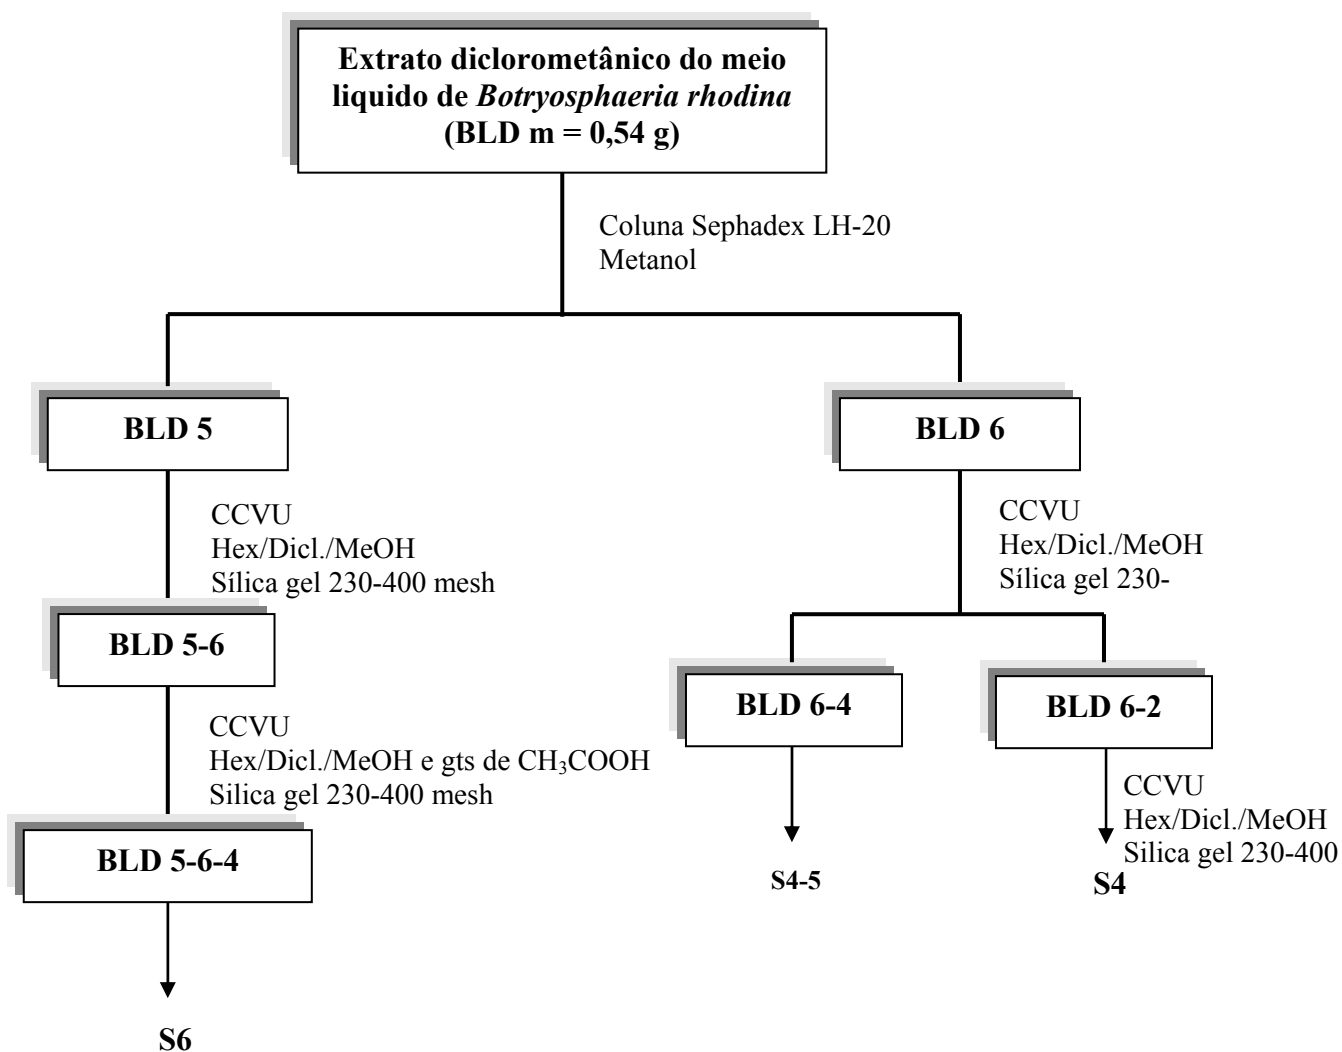 Extrato diclorometânico do meio
liquido de Botryosphaeria rhodina
(BLD m = 0,54 g)
Coluna Sephadex LH-20
Metanol
BLD 5
BLD 6
CCVU
Hex/Dicl./MeOH
Sílica gel 230-400 mesh
CCVU
Hex/Dicl./MeOH
Sílica gel 230-
BLD 5-6
BLD 6-4
BLD 6-2
CCVU
Hex/Dicl./MeOH e gts de CH₃COOH
Silica gel 230-400 mesh
CCVU
Hex/Dicl./MeOH
Silica gel 230-400
BLD 5-6-4
S4-5
S4
S6